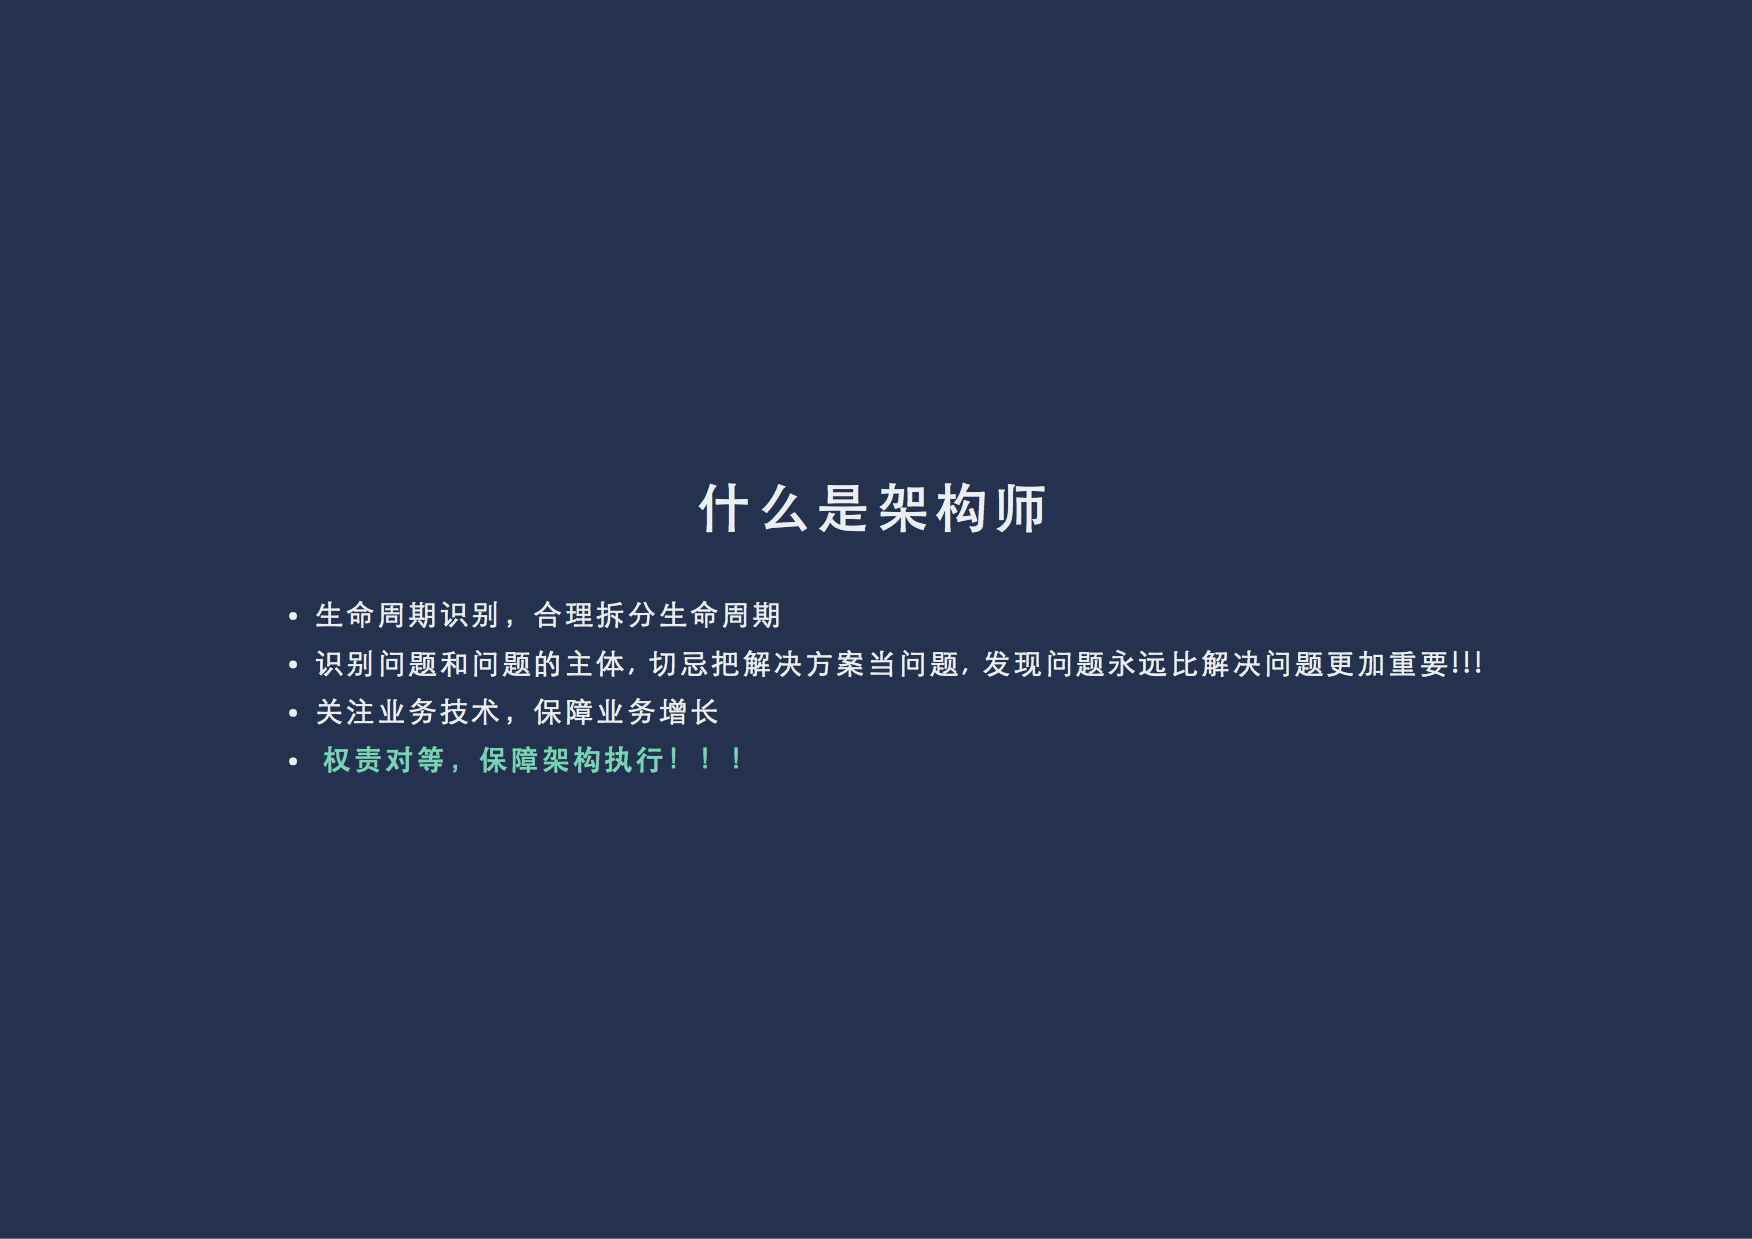 什么是架构师
• 生命周期识别，合理拆分生命周期
• 识别问题和问题的主体, 切忌把解决方案当问题, 发现问题永远比解决问题更加重要!!!
• 关注业务技术，保障业务增长
• 权责对等，保障架构执行！！！